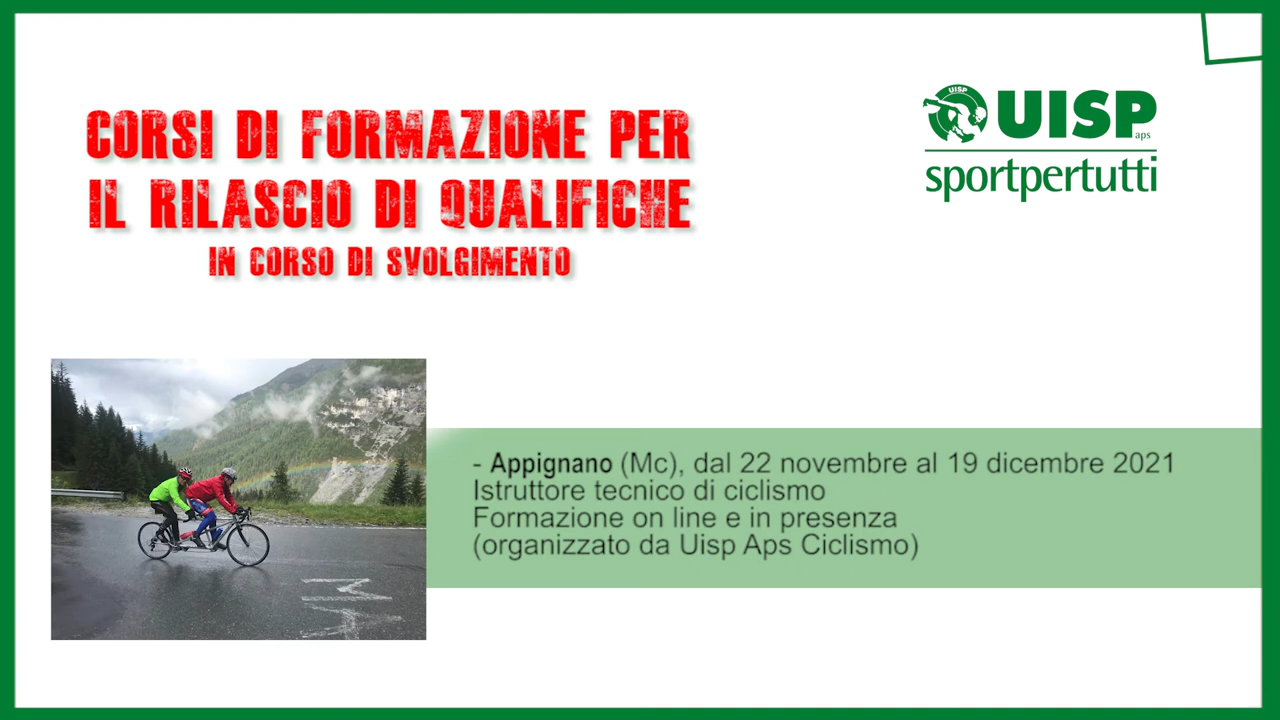 CORSI DI FORMAZIONE PER
IL RILASCIO DI QUALIFICHE
IN CORSO DI SVOLGIMENTO
UISP
UISP
aps
sportpertutti
- Appignano (Mc), dal 22 novembre al 19 dicembre 2021
Istruttore tecnico di ciclismo
Formazione on line e in presenza
(organizzato da Uisp Aps Ciclismo)